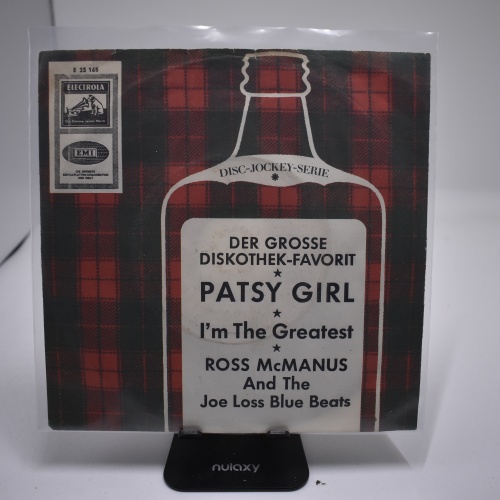 E 23 165
ELECTROLA
EMI
DISC-JOCKEY-SERIE
DER GROSSE
DISKOTHEK-FAVORIT
PATSY GIRL
I'm The Greatest
ROSS McMANUS
And The
Joe Loss Blue Beats
nulaxy